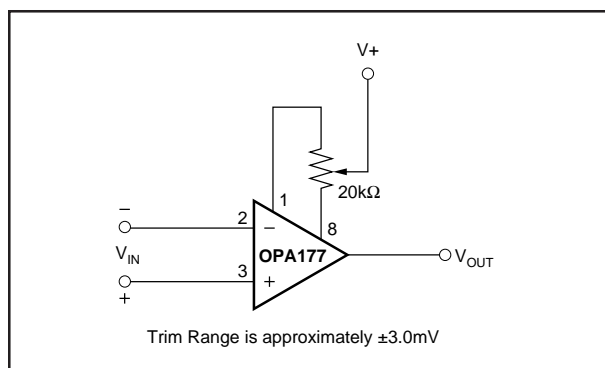 V+
1
20kΩ
–
2
–
8
V_IN
OPA177
V_OUT
3
+
+
Trim Range is approximately ±3.0mV